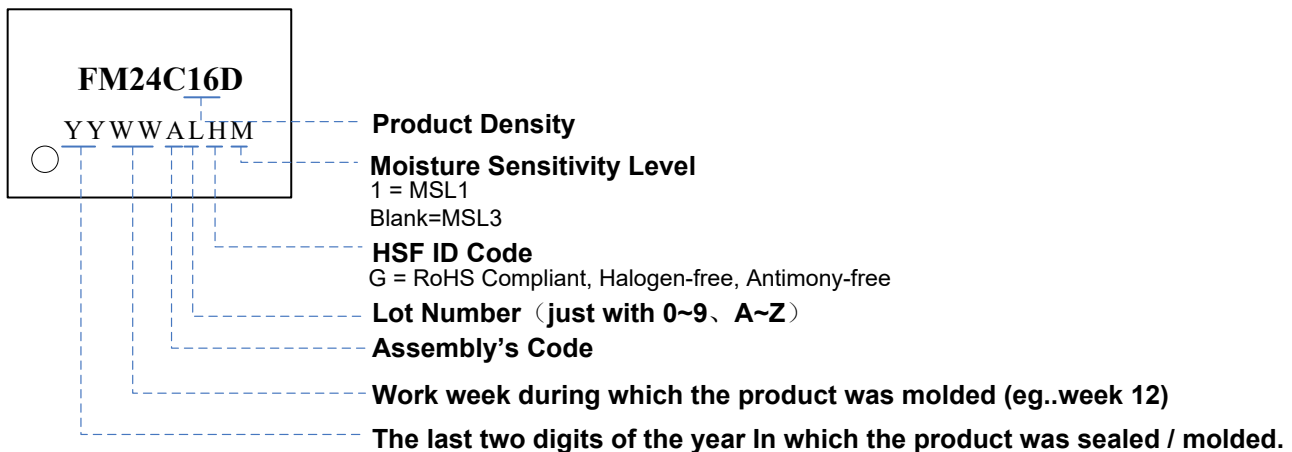 FM24C16D
YYWWALHM
Product Density
Moisture Sensitivity Level
1 = MSL1
Blank=MSL3
HSF ID Code
G = RoHS Compliant, Halogen-free, Antimony-free
Lot Number（just with 0~9、A~Z）
Assembly’s Code
Work week during which the product was molded (eg..week 12)
The last two digits of the year In which the product was sealed / molded.